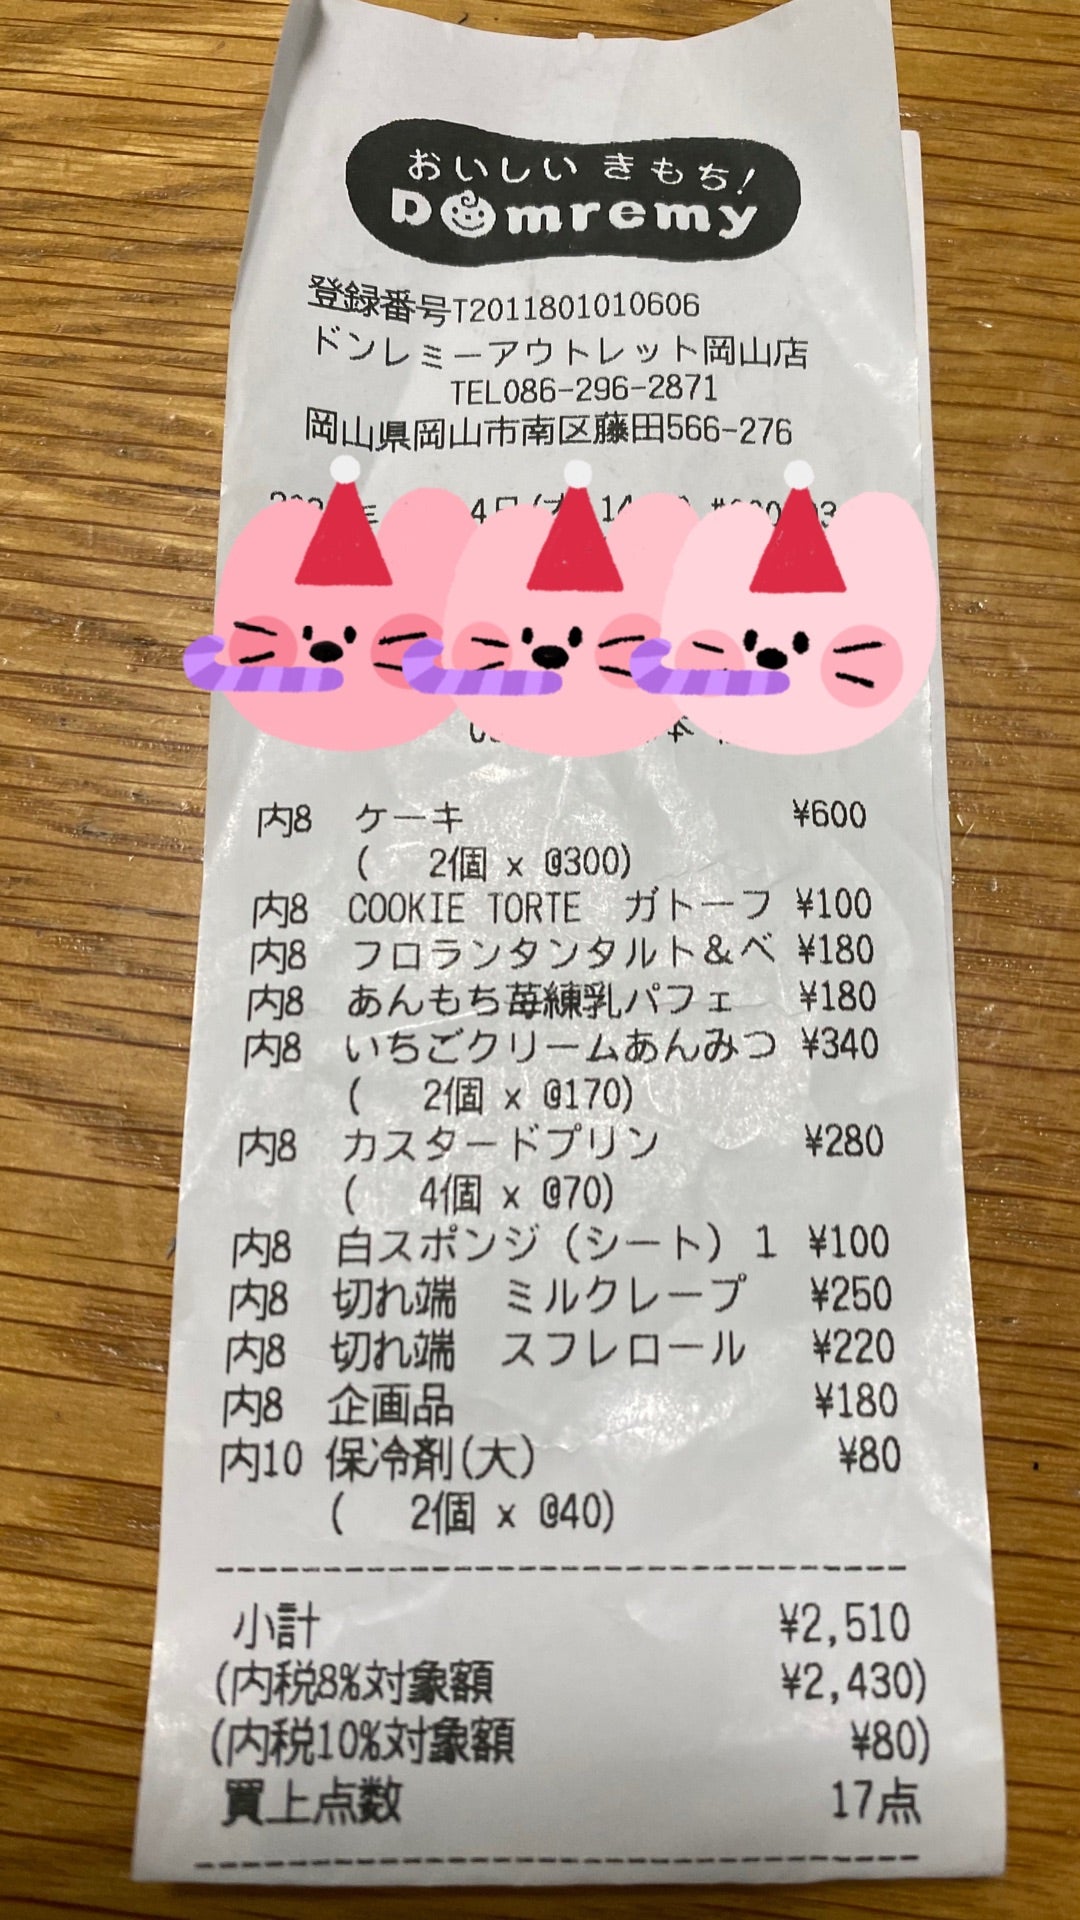 おいしい きもち!
Domremy
登録番号T2011801010606
ドンレミーアウトレット岡山店
TEL086-296-2871
岡山県岡山市南区藤田566-276
内8 ケーキ ¥600
( 2個 x @300)
内8 COOKIE TORTE ガトーフ ¥100
内8 フロランタンタルト&ベ ¥180
内8 あんもち苺練乳パフェ ¥180
内8 いちごクリームあんみつ ¥340
( 2個 x @170)
内8 カスタードプリン ¥280
( 4個 x @70)
内8 白スポンジ(シート) 1 ¥100
内8 切れ端 ミルクレープ ¥250
内8 切れ端 スフレロール ¥220
内8 企画品 ¥180
内10 保冷剤(大) ¥80
( 2個 x @40)
小計 ¥2,510
(内税8%対象額 ¥2,430)
(内税10%対象額 ¥80)
買上点数 17点